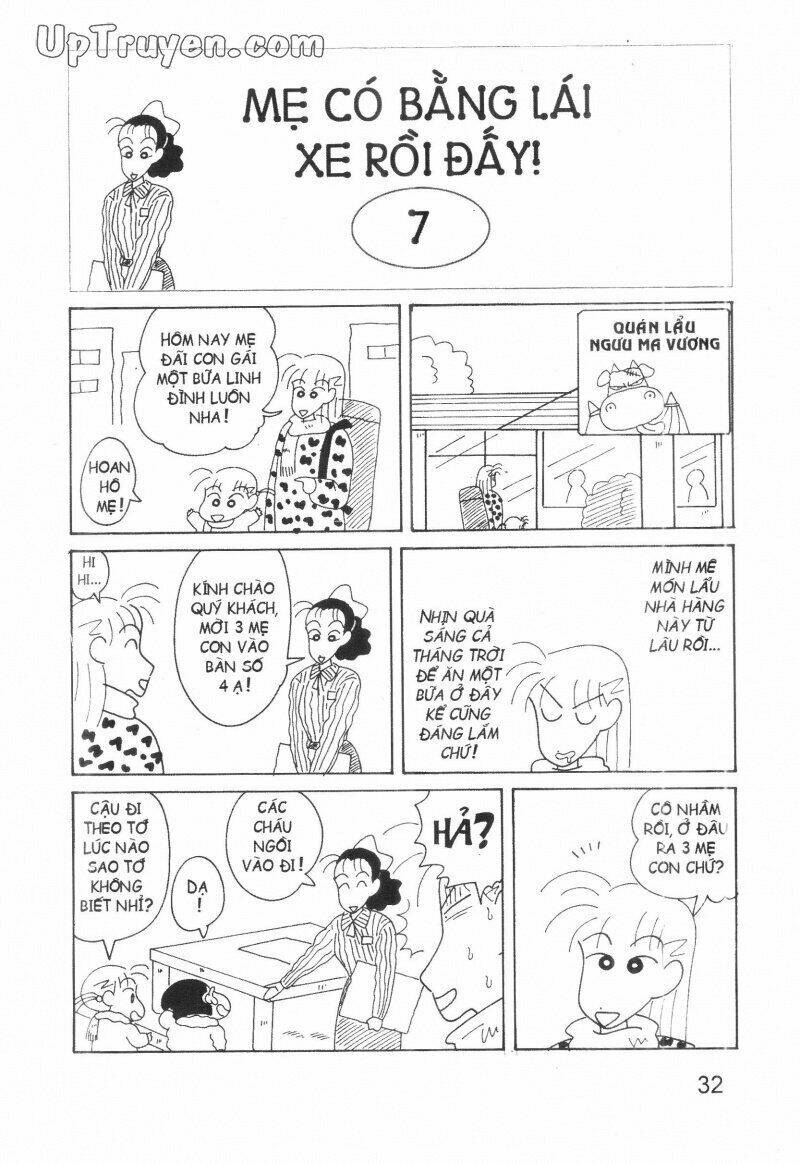 UpTruyen.com
MẸ CÓ BẰNG LÁI
XE RỒI ĐẤY!
7
QUÁN LẨU
NGƯU MA VƯƠNG
HÔM NAY MẸ
ĐÃI CON GÁI
MỘT BỮA LINH
ĐÌNH LUÔN
NHA!
HOAN
HÔ
MẸ!
MÌNH MÊ
MÓN LẨU
NHÀ HÀNG
NÀY TỪ
LÂU RỒI...
NHỊN QUÀ
SÁNG CẢ
THÁNG TRỜI
ĐỂ ĂN MỘT
BỮA Ở ĐÂY
KỂ CŨNG
ĐÁNG LẮM
CHỨ!
KÍNH CHÀO
QUÝ KHÁCH,
MỜI 3 MẸ
CON VÀO
BÀN SỐ
4 Ạ!
HI
HI...
CÔ NHẦM
RỒI, Ở ĐÂU
RA 3 MẸ
CON CHỨ?
HẢ?
CÁC
CHÁU
NGỒI
VÀO ĐI!
DẠ
!
CẬU ĐI
THEO TỚ
LÚC NÀO
SAO TỚ
KHÔNG
BIẾT NHỈ?
32